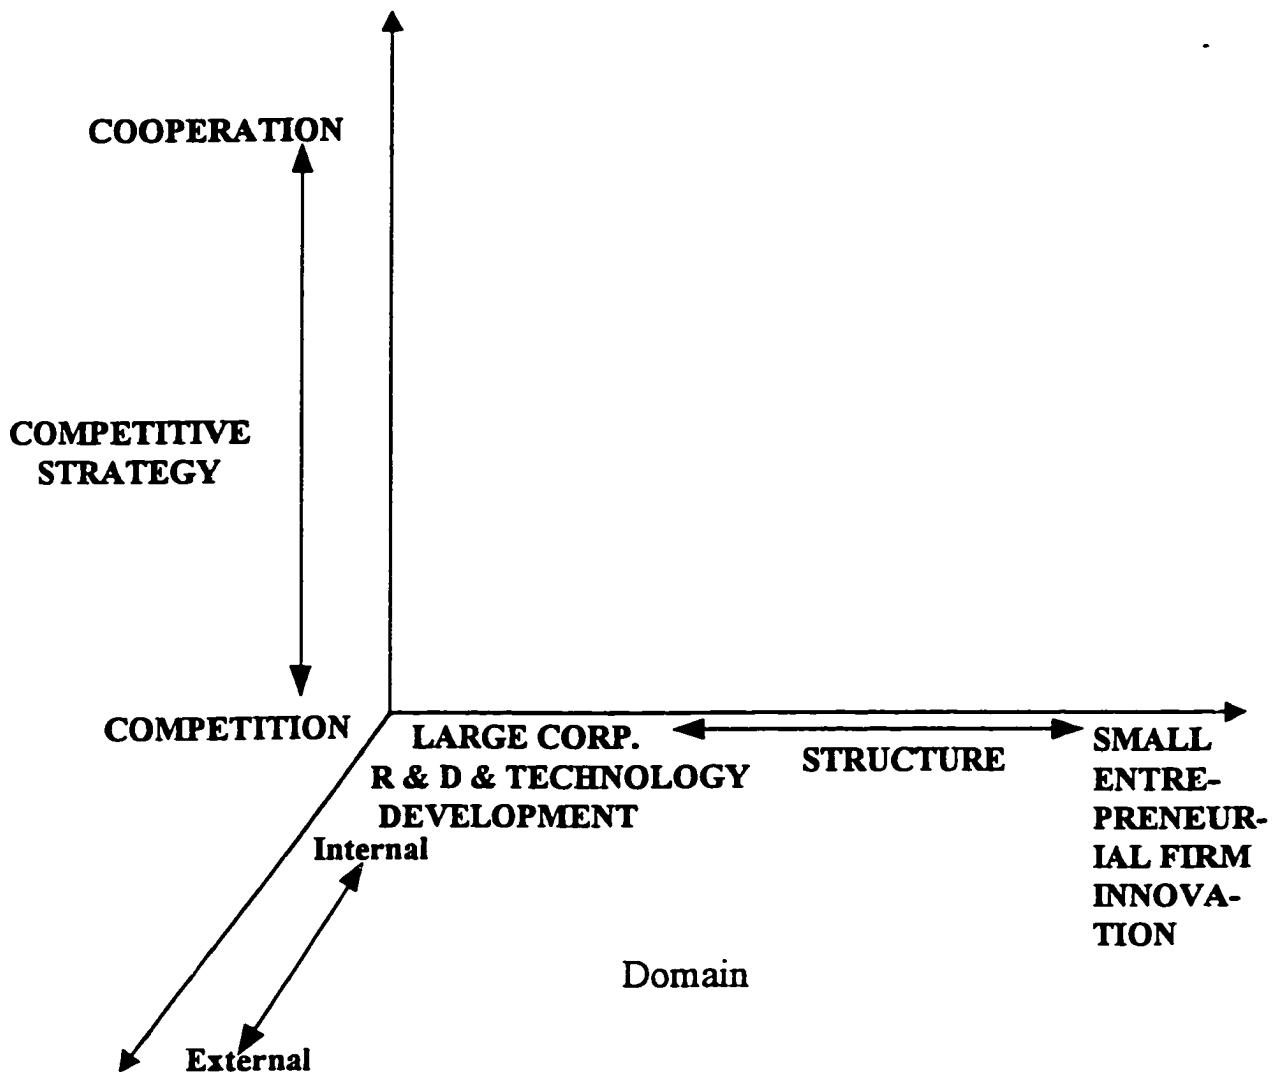 COOPERATION
COMPETITIVE
STRATEGY
COMPETITION
LARGE CORP.
R & D & TECHNOLOGY
DEVELOPMENT
STRUCTURE
SMALL
ENTRE-
PRENEUR-
IAL FIRM
INNOVA-
TION
Internal
Domain
External